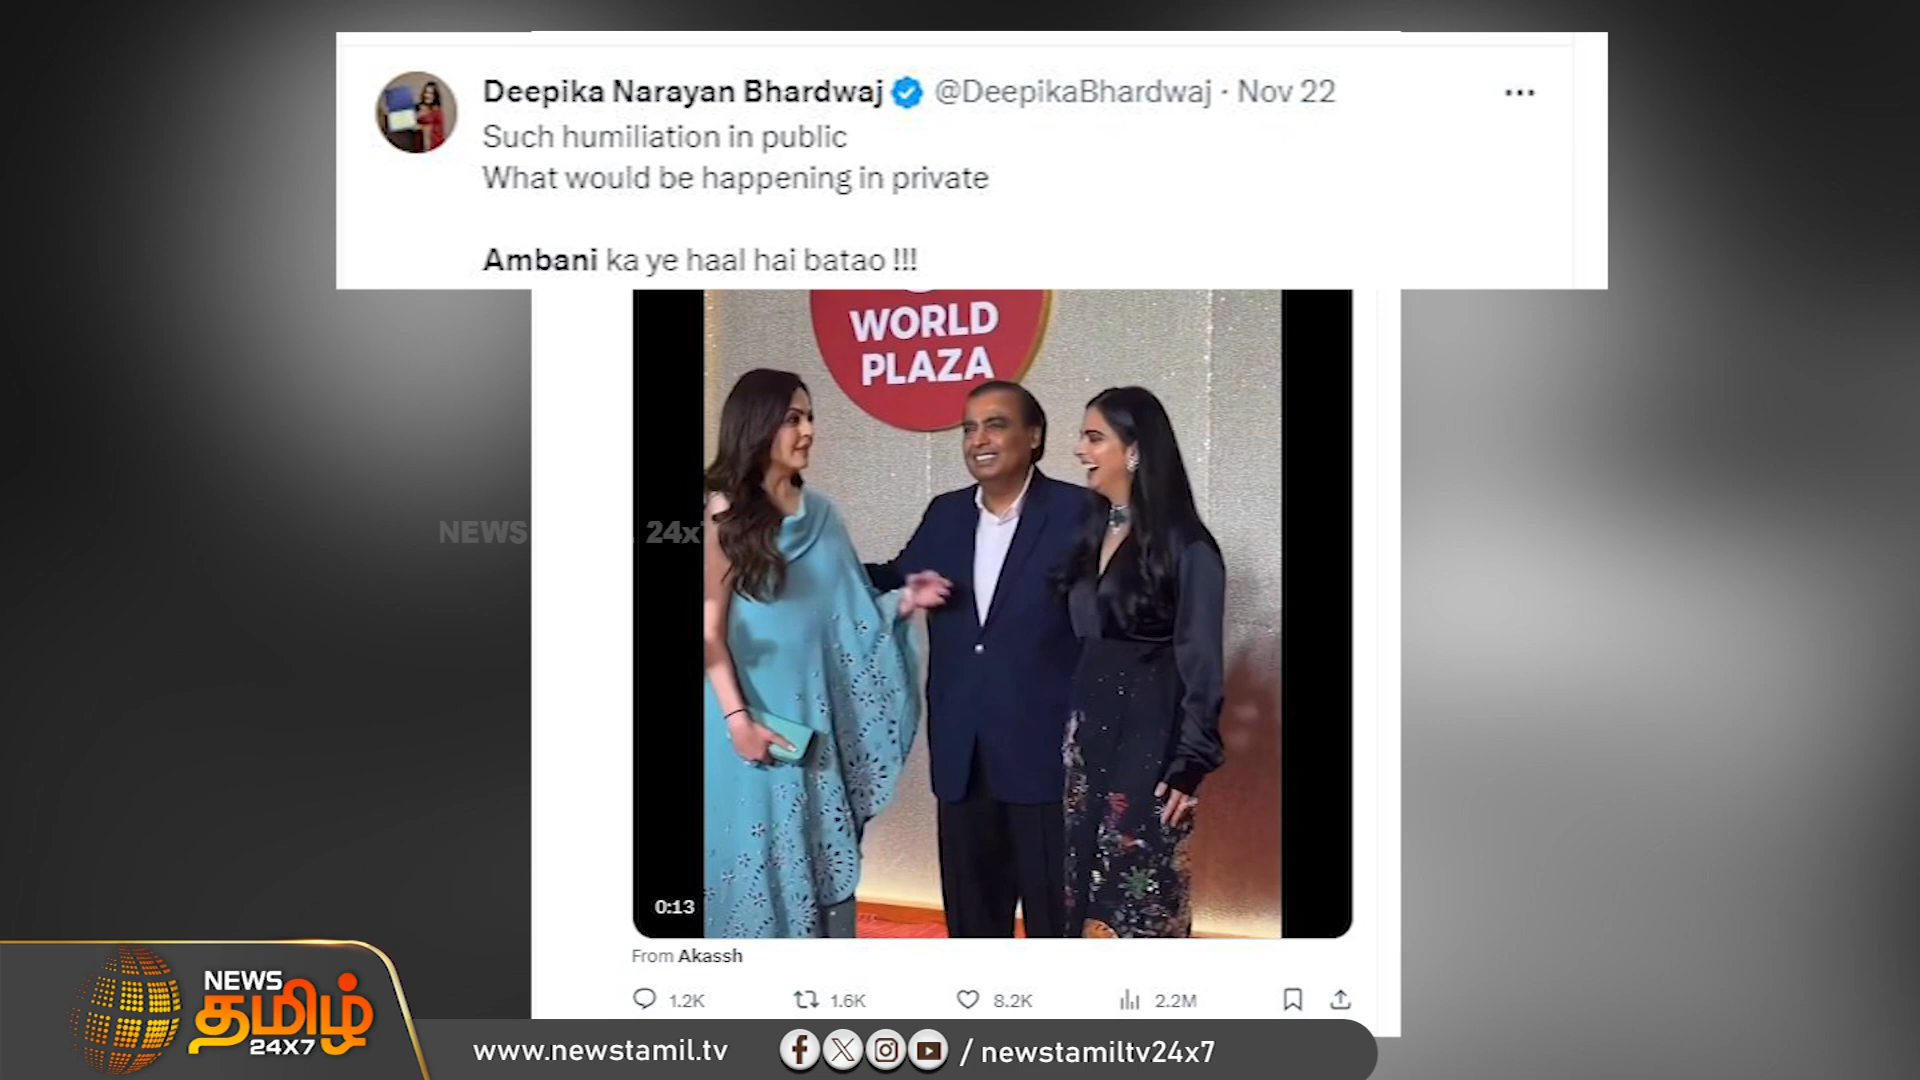 Deepika Narayan Bhardwaj @DeepikaBhardwaj · Nov 22
Such humiliation in public
What would be happening in private
Ambani ka ye haal hai batao !!!
WORLD
PLAZA
NEWS 24x7
0:13
From Akassh
1.2K 1.6K 8.2K 2.2M
NEWS
தமிழ்
24X7
www.newstamil.tv
/ newstamiltv24x7